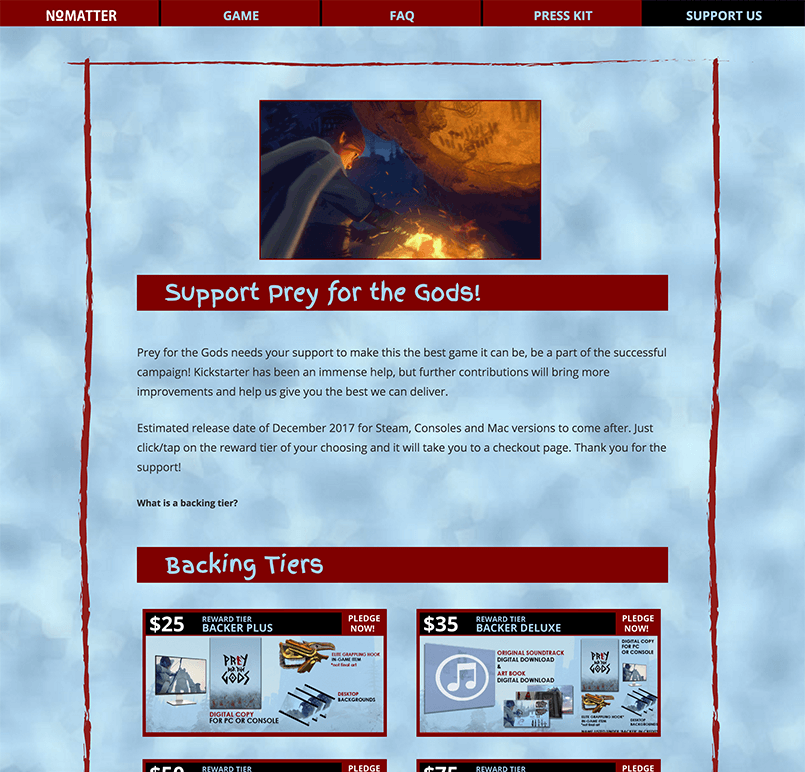 NOMATTER
GAME
FAQ
PRESS KIT
SUPPORT US
Support Prey for the Gods!
Prey for the Gods needs your support to make this the best game it can be, be a part of the successful
campaign! Kickstarter has been an immense help, but further contributions will bring more
improvements and help us give you the best we can deliver.
Estimated release date of December 2017 for Steam, Consoles and Mac versions to come after. Just
click/tap on the reward tier of your choosing and it will take you to a checkout page. Thank you for the
support!
What is a backing tier?
Backing Tiers
$25
REWARD TIER
BACKER PLUS
PLEDGE
NOW!
PREY
FOR THE
GODS
ELITE GRAPPLING HOOK
IN-GAME ITEM
*not final art
DESKTOP
BACKGROUNDS
DIGITAL COPY
FOR PC OR CONSOLE
$35
REWARD TIER
BACKER DELUXE
PLEDGE
NOW!
ORIGINAL SOUNDTRACK
DIGITAL DOWNLOAD
&
ART BOOK
DIGITAL DOWNLOAD
DIGITAL COPY
FOR PC
OR CONSOLE
PREY
FOR THE
GODS
ELITE GRAPPLING HOOK*
IN-GAME ITEM
*not final art
DESKTOP
BACKGROUNDS
$50
REWARD TIER
PLEDGE
$75
REWARD TIER
PLEDGE